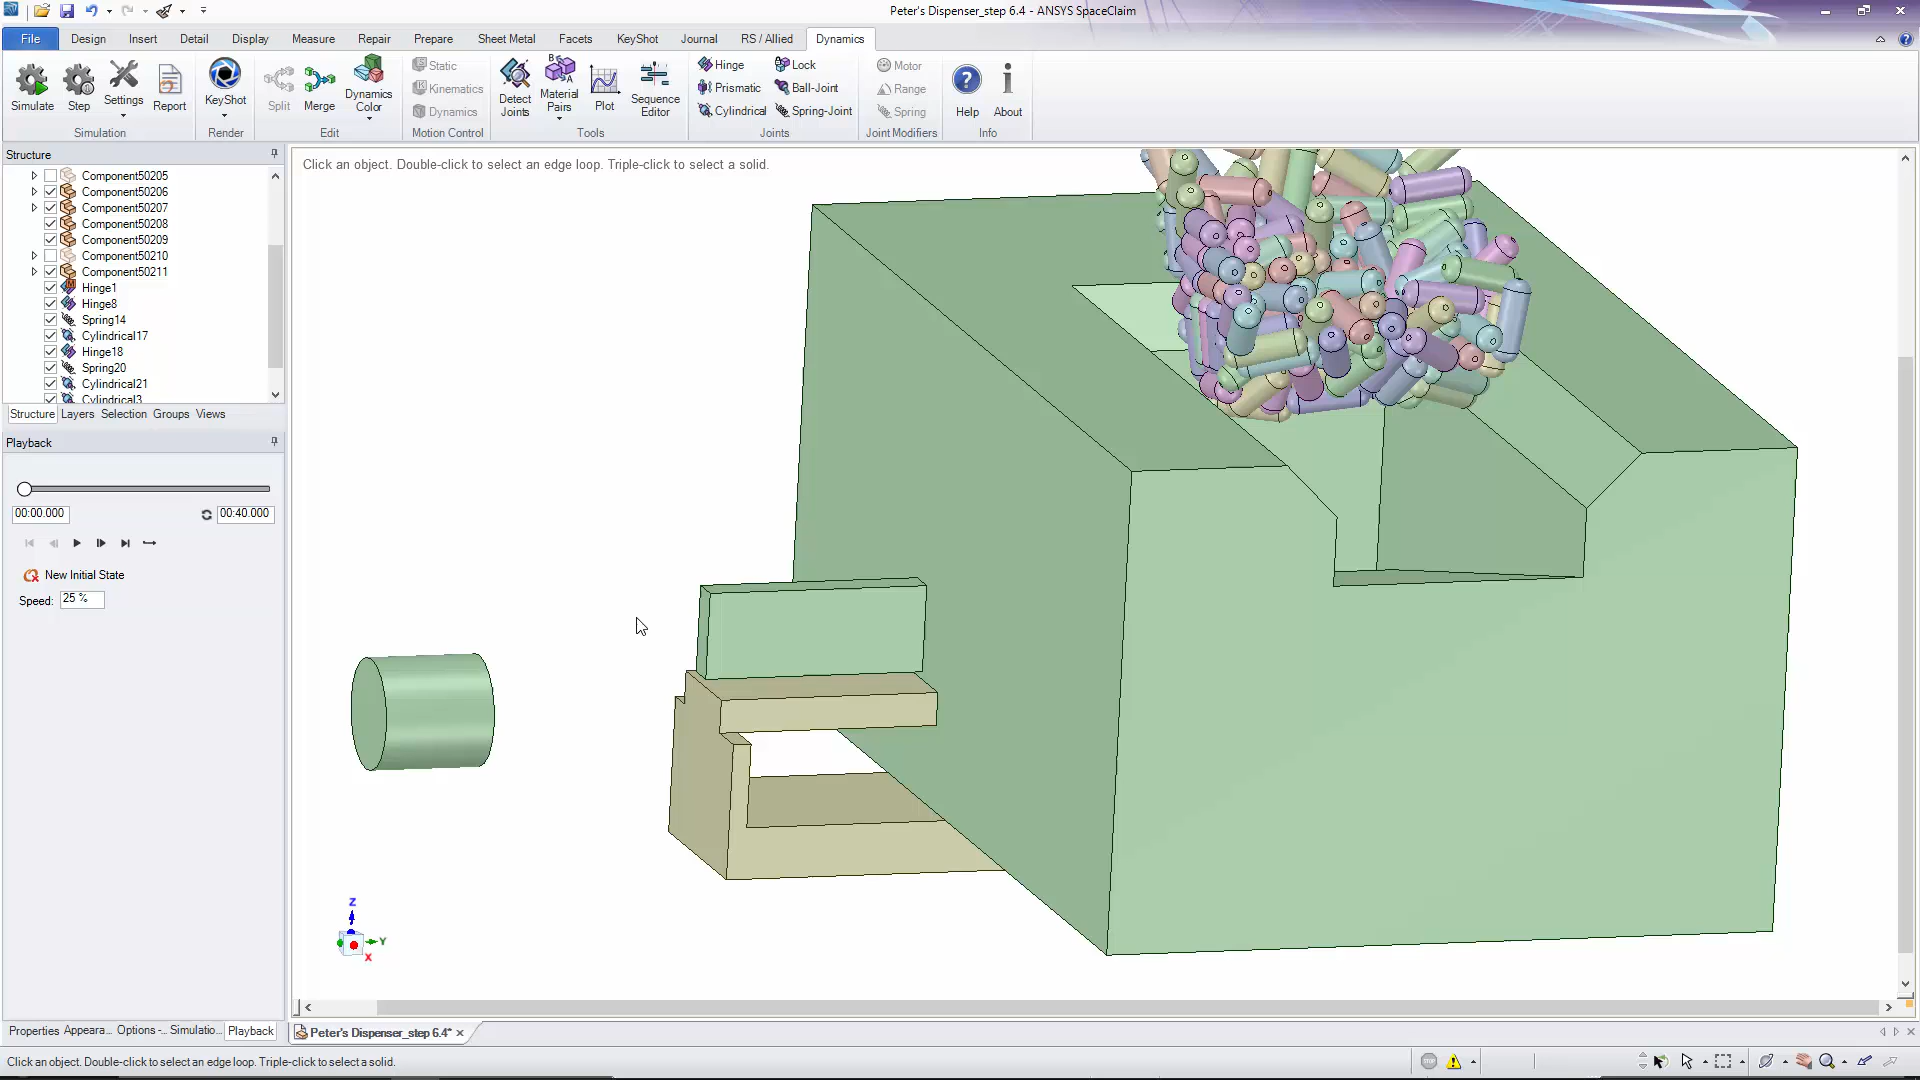 Peter's Dispenser_step 6.4 - ANSYS SpaceClaim
File Design Insert Detail Display Measure Repair Prepare Sheet Metal Facets KeyShot Journal RS / Allied Dynamics
Simulate Step Settings Report
Simulation
KeyShot
Render
Split Merge Dynamics Color
Edit
Static
Kinematics
Dynamics
Motion Control
Detect Joints Material Pairs Plot Sequence Editor
Tools
Hinge Lock
Prismatic Ball-Joint
Cylindrical Spring-Joint
Joints
Motor
Range
Spring
Joint Modifiers
Help About
Info
Structure
Component50205
Component50206
Component50207
Component50208
Component50209
Component50210
Component50211
Hinge1
Hinge8
Spring14
Cylindrical17
Hinge18
Spring20
Cylindrical21
Cylindrical3
Structure Layers Selection Groups Views
Playback
00:00.000 00:40.000
New Initial State
Speed: 25 %
Properties Appeara... Options -... Simulatio... Playback
Click an object. Double-click to select an edge loop. Triple-click to select a solid.
Z
Y
X
Peter's Dispenser_step 6.4*
Click an object. Double-click to select an edge loop. Triple-click to select a solid.